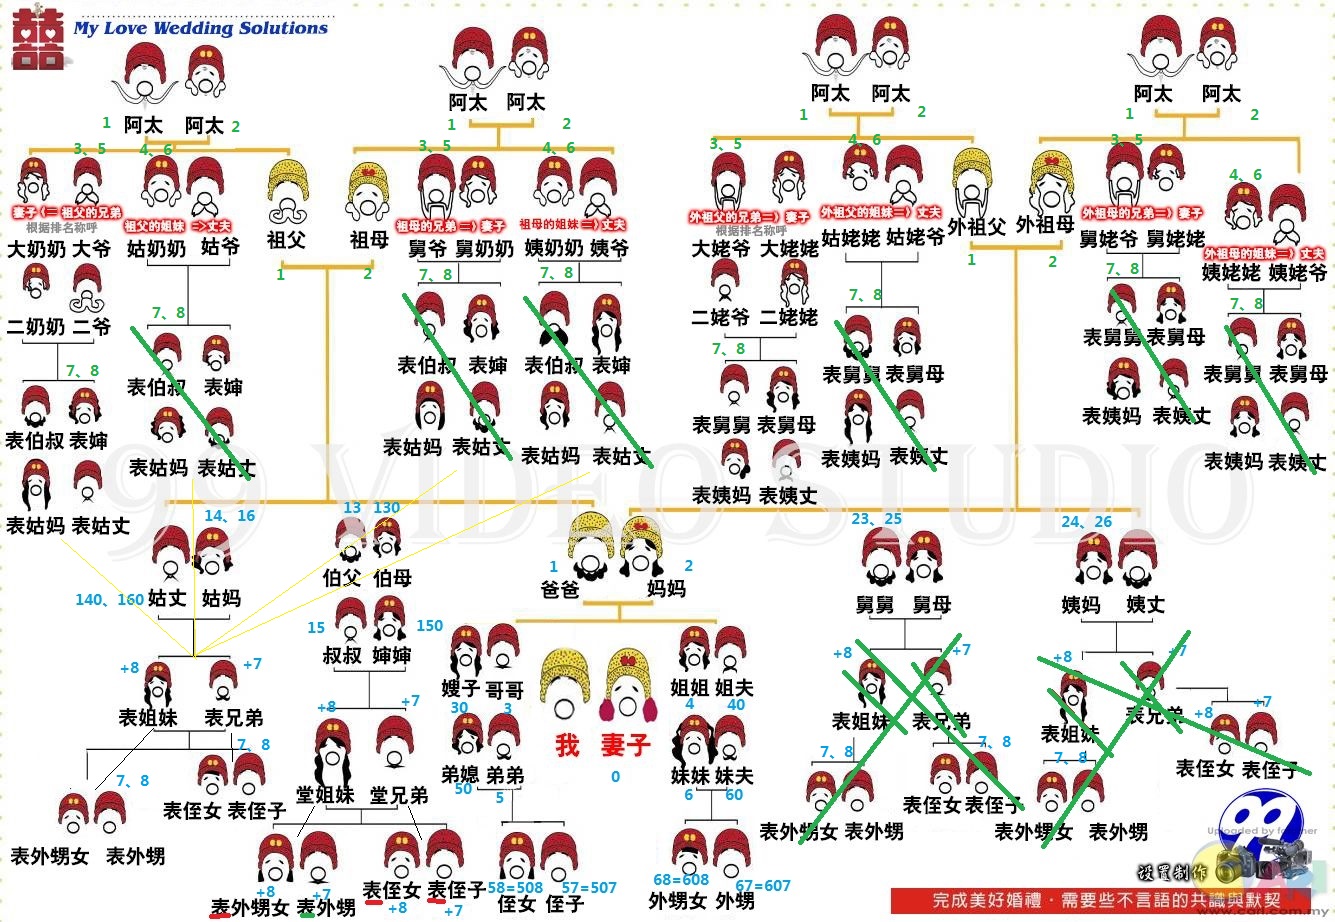 囍 My Love Wedding Solutions
阿太 阿太 阿太 阿太 阿太 阿太 阿太 阿太
1 2 1 2 1 2 1 2
3、5 4、6 3、5 4、6 3、5 4、6 3、5 4、6
妻子〈＝祖父的兄弟
根据排名称呼
大奶奶 大爷
祖父的姐妹 =>丈夫
姑奶奶 姑爷
祖父 祖母
1 2
祖母的兄弟＝〉妻子
舅爷 舅奶奶
祖母的姐妹＝〉丈夫
姨奶奶 姨爷
外祖父的兄弟＝〉妻子
根据排名称呼
大姥爷 大姥姥
外祖父的姐妹＝〉丈夫
姑姥姥 姑姥爷
外祖父 外祖母
1 2
外祖母的兄弟＝〉妻子
舅姥爷 舅姥姥
外祖母的姐妹＝〉丈夫
姨姥姥 姨姥爷
二奶奶 二爷
7、8
表伯叔 表婶
表姑妈 表姑丈
7、8
表伯叔 表婶
表姑妈 表姑丈
7、8
表伯叔 表婶
表姑妈 表姑丈
7、8
表伯叔 表婶
表姑妈 表姑丈
二姥爷 二姥姥
7、8
表舅舅 表舅母
表姨妈 表姨丈
7、8
表舅舅 表舅母
表姨妈 表姨丈
7、8
表舅舅 表舅母
表姨妈 表姨丈
7、8
表舅舅 表舅母
表姨妈 表姨丈
99 VIDEO STUDIO
14、16
140、160 姑丈 姑妈
13 130
伯父 伯母
15 150
叔叔 婶婶
1 2
爸爸 妈妈
23、25
舅舅 舅母
24、26
姨妈 姨丈
+8 +7
表姐妹 表兄弟
7、8 7、8
表侄女 表侄子
表外甥女 表外甥
+8 +7
堂姐妹 堂兄弟
表外甥女 表外甥
+8 +7
表侄女 表侄子
+8 +7
嫂子 哥哥
30 3
弟媳 弟弟
50 5
58=508 57=507
侄女 侄子
我 妻子
0
姐姐 姐夫
4 40
妹妹 妹夫
6 60
68=608 67=607
外甥女 外甥
+8 +7
表姐妹 表兄弟
7、8 7、8
表侄女 表侄子
表外甥女 表外甥
+8 +7
表姐妹 表兄弟
7、8
表外甥女 表外甥
+8 +7
表侄女 表侄子
99
设置制作
完成美好婚禮．需要些不言語的共識與默契
www.cari.com.my